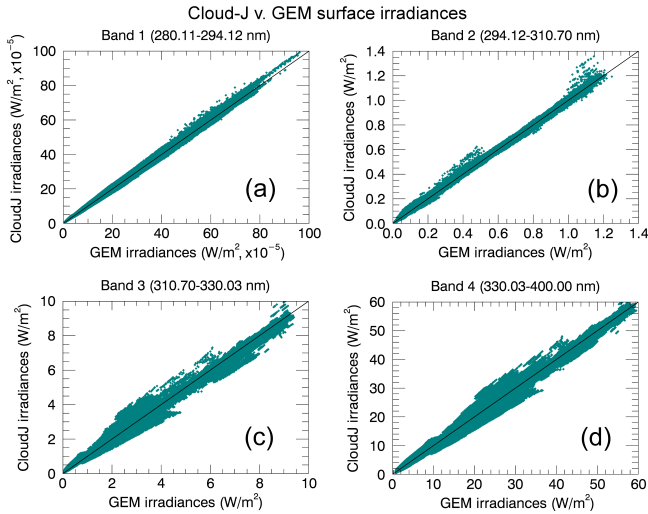 Cloud-J v. GEM surface irradiances
Band 1 (280.11-294.12 nm)
CloudJ irradiances (W/m², x10⁻⁵)
100
80
60
40
20
0
(a)
0 20 40 60 80 100
GEM irradiances (W/m², x10⁻⁵)
Band 2 (294.12-310.70 nm)
CloudJ irradiances (W/m²)
1.4
1.2
1.0
0.8
0.6
0.4
0.2
0.0
(b)
0.0 0.2 0.4 0.6 0.8 1.0 1.2 1.4
GEM irradiances (W/m²)
Band 3 (310.70-330.03 nm)
CloudJ irradiances (W/m²)
10
8
6
4
2
0
(c)
0 2 4 6 8 10
GEM irradiances (W/m²)
Band 4 (330.03-400.00 nm)
CloudJ irradiances (W/m²)
60
50
40
30
20
10
0
(d)
0 10 20 30 40 50 60
GEM irradiances (W/m²)